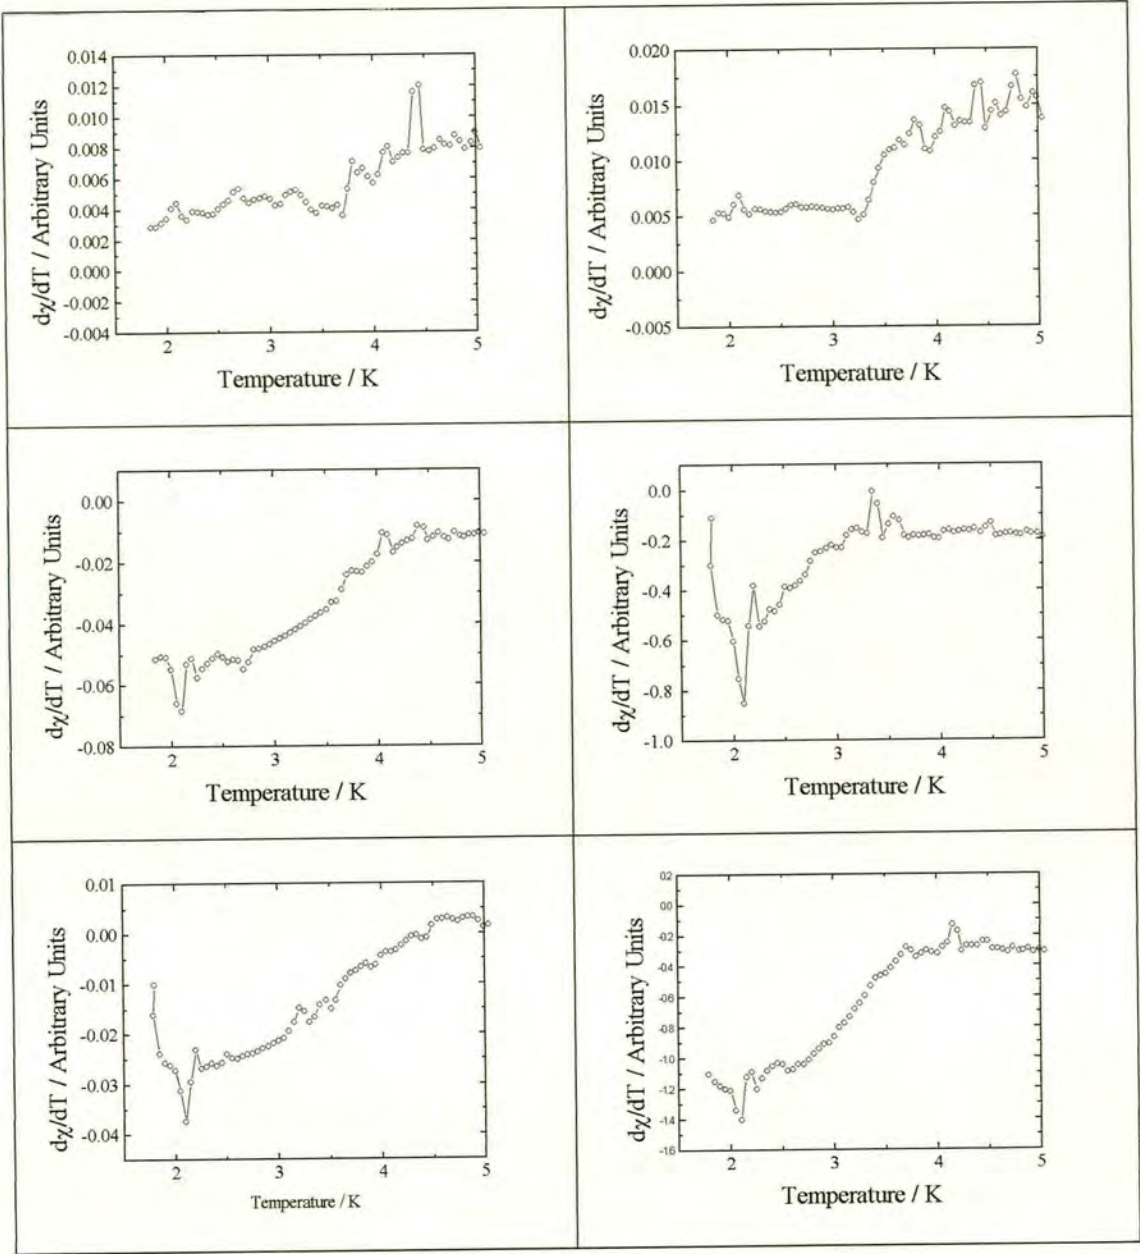 0.014
0.012
0.010
0.008
0.006
0.004
0.002
0.000
-0.002
-0.004
dχ/dT / Arbitrary Units
2 3 4 5
Temperature / K
0.020
0.015
0.010
0.005
0.000
-0.005
dχ/dT / Arbitrary Units
2 3 4 5
Temperature / K
0.00
-0.02
-0.04
-0.06
-0.08
dχ/dT / Arbitrary Units
2 3 4 5
Temperature / K
0.0
-0.2
-0.4
-0.6
-0.8
-1.0
dχ/dT / Arbitrary Units
2 3 4 5
Temperature / K
0.01
0.00
-0.01
-0.02
-0.03
-0.04
dχ/dT / Arbitrary Units
2 3 4 5
Temperature / K
dχ/dT / Arbitrary Units
2 3 4 5
Temperature / K